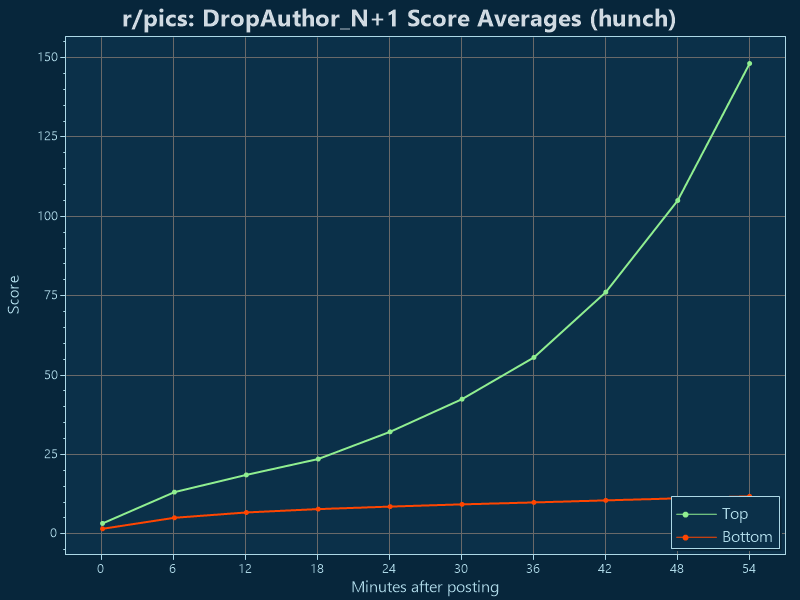 r/pics: DropAuthor_N+1 Score Averages (hunch)
150
125
100
75
50
25
0
Score
0 6 12 18 24 30 36 42 48 54
Minutes after posting
Top
Bottom